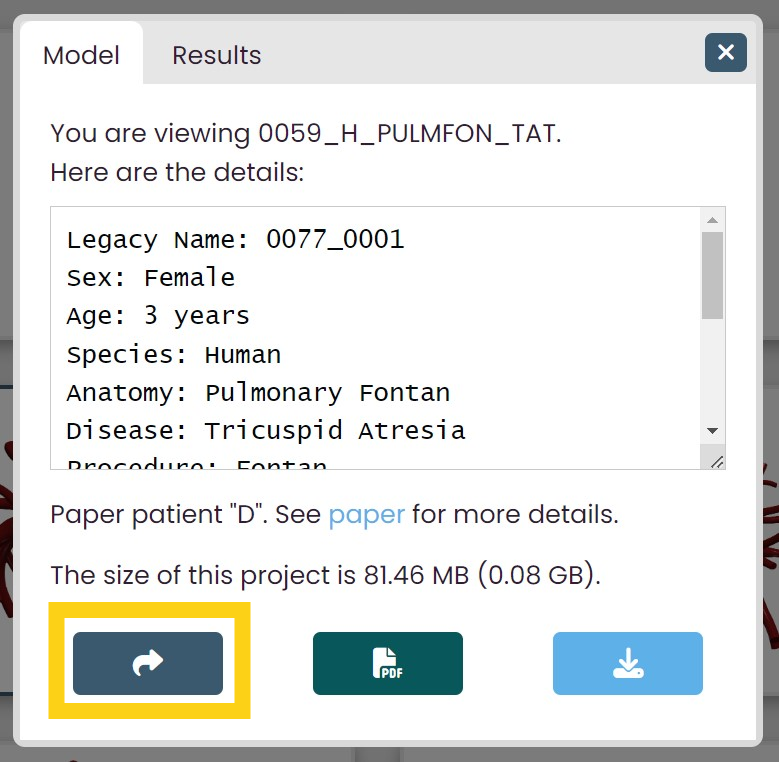 Model
Results
You are viewing 0059_H_PULMFON_TAT.
Here are the details:
Legacy Name: 0077_0001
Sex: Female
Age: 3 years
Species: Human
Anatomy: Pulmonary Fontan
Disease: Tricuspid Atresia
Procedure: Fontan
Paper patient "D". See paper for more details.
The size of this project is 81.46 MB (0.08 GB).
PDF